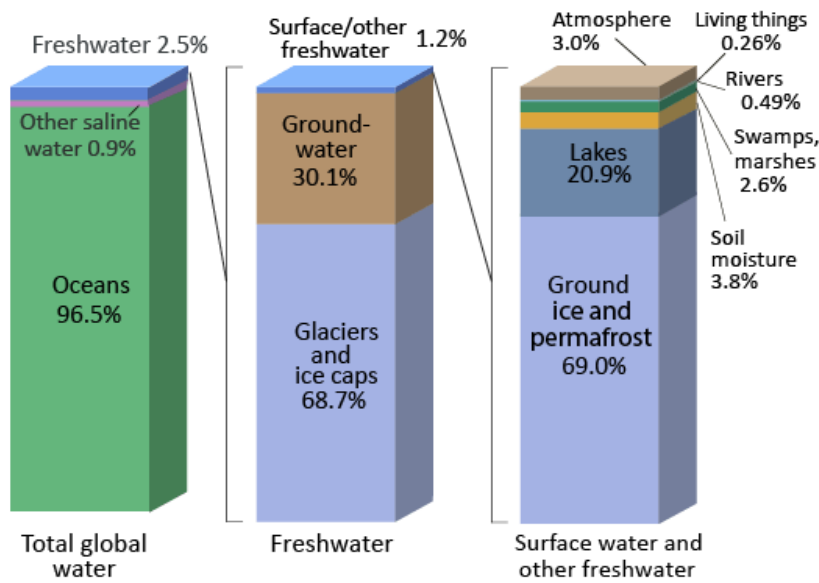 Freshwater 2.5%
Other saline
water 0.9%
Oceans
96.5%
Total global
water
Surface/other
freshwater 1.2%
Ground-
water
30.1%
Glaciers
and
ice caps
68.7%
Freshwater
Atmosphere
3.0%
Living things
0.26%
Rivers
0.49%
Swamps,
marshes
2.6%
Soil
moisture
3.8%
Lakes
20.9%
Ground
ice and
permafrost
69.0%
Surface water and
other freshwater